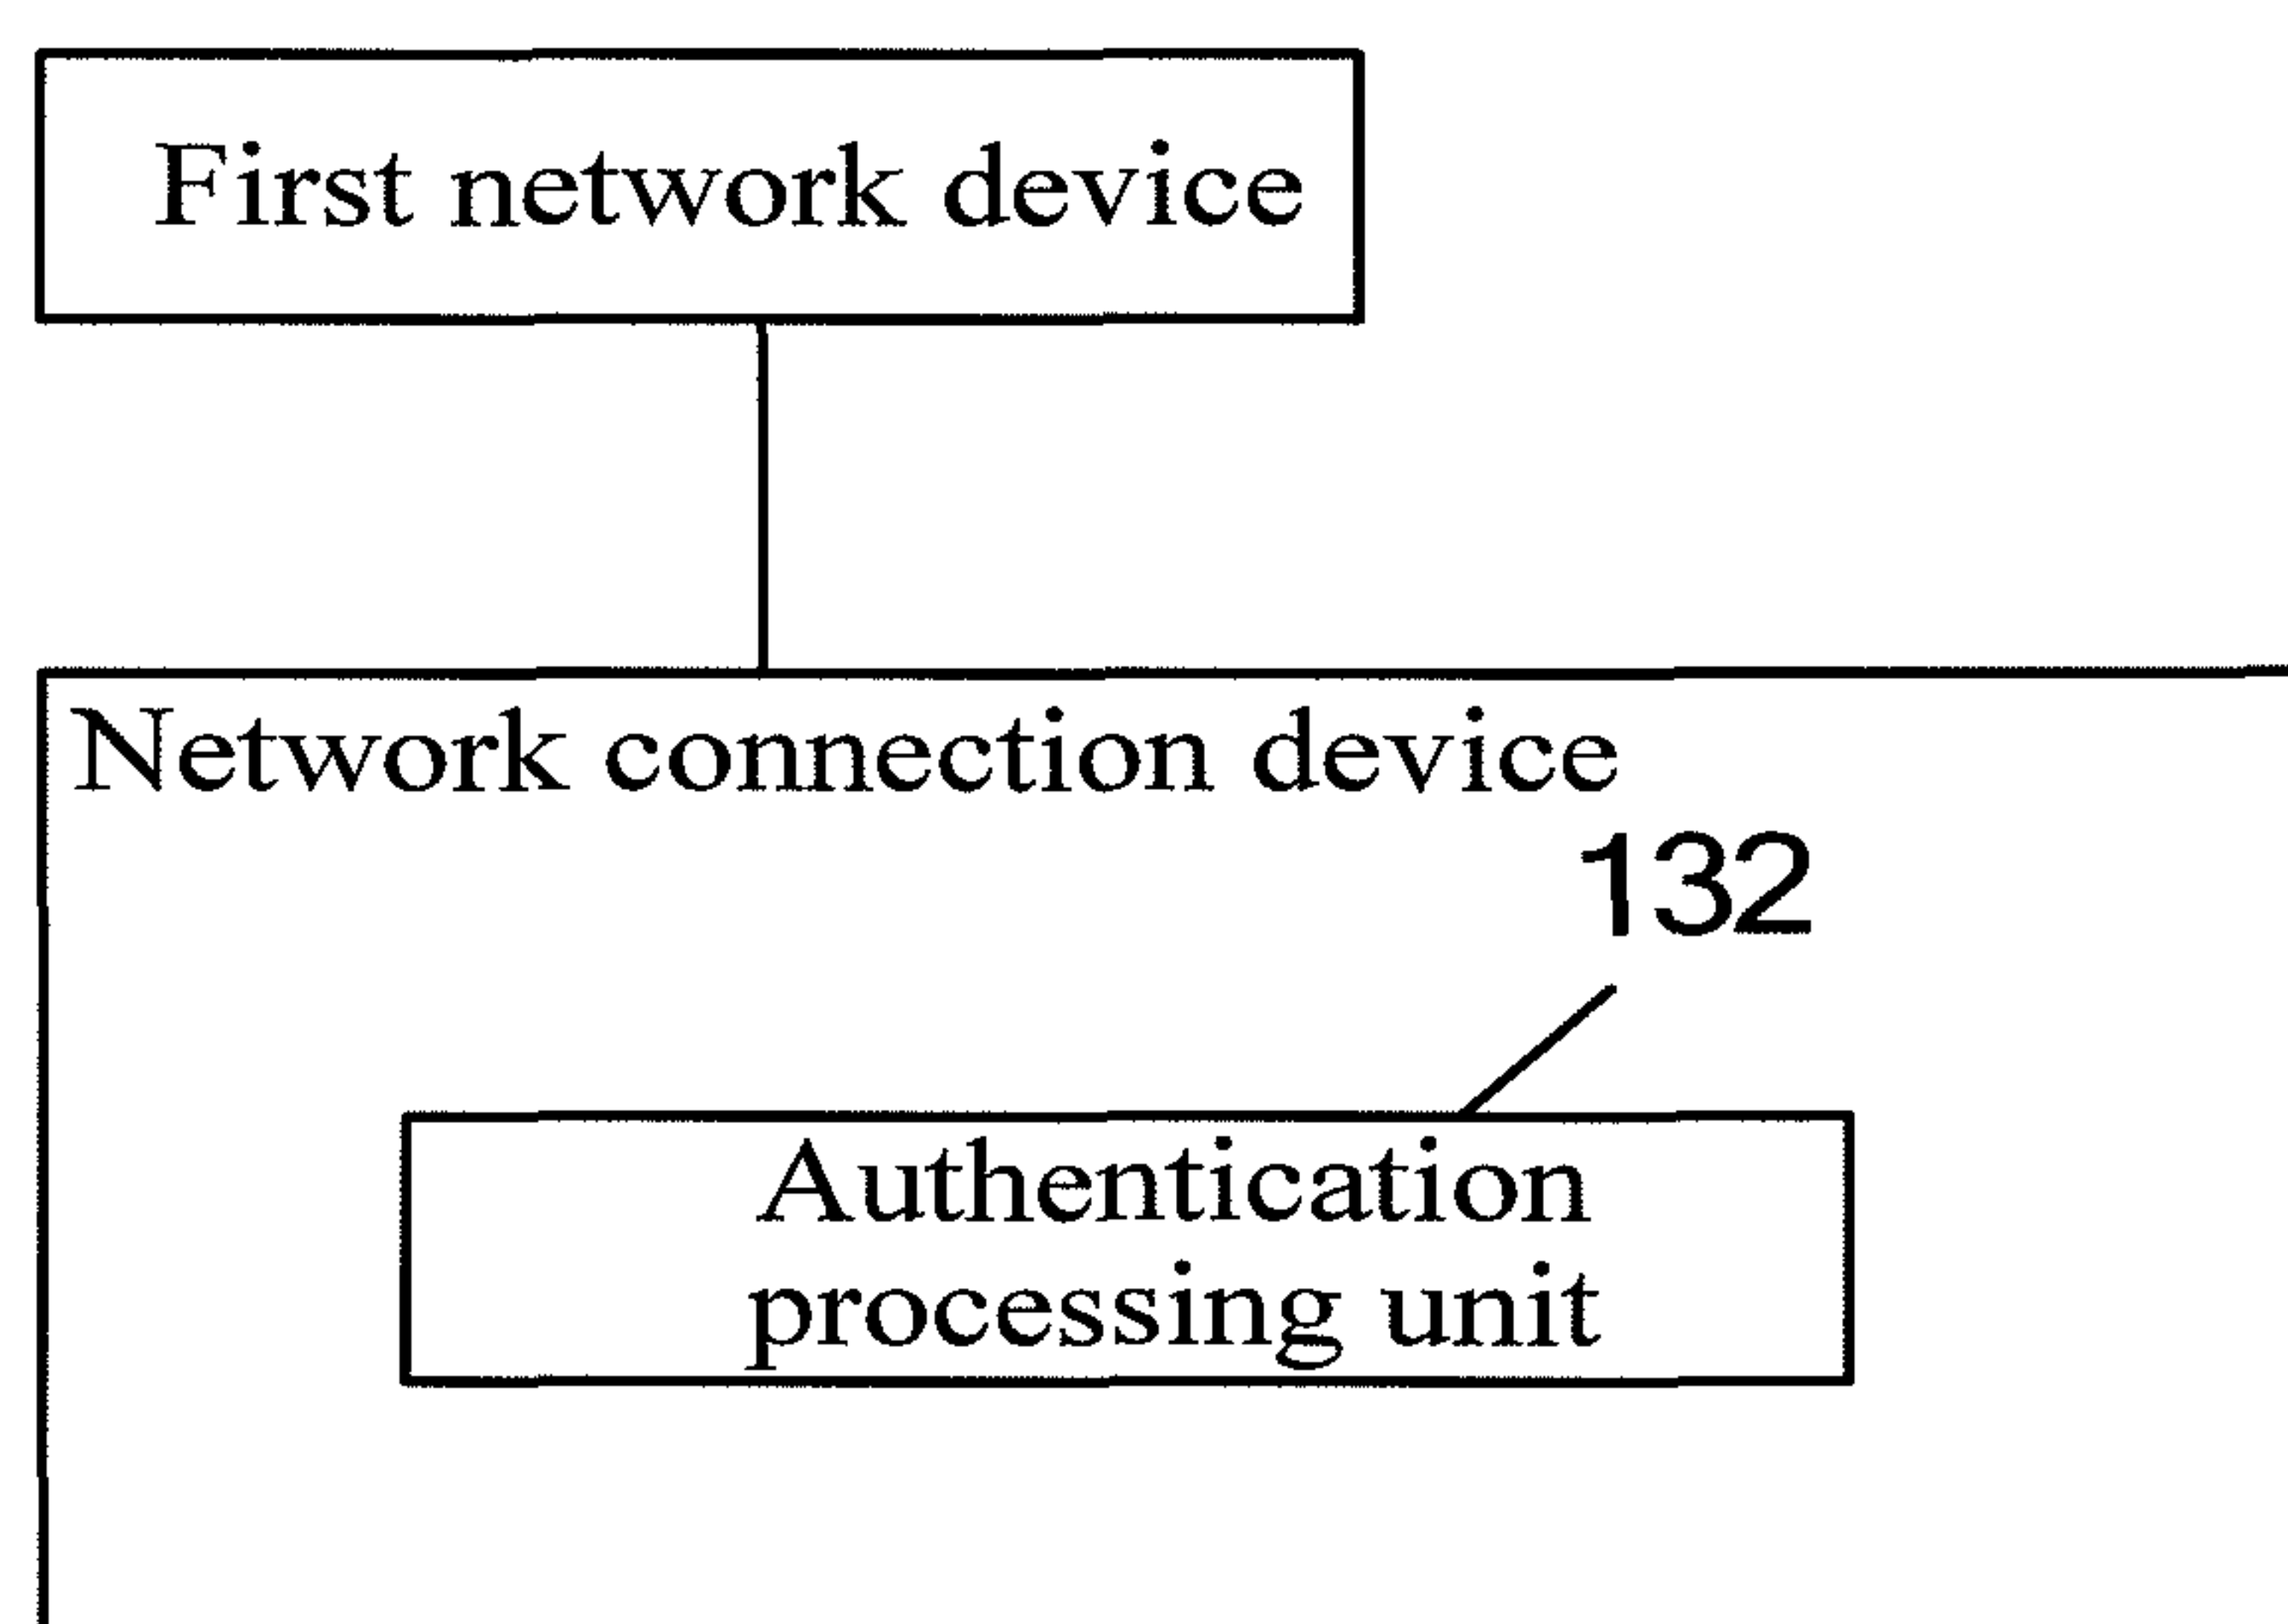 First network device
Network connection device
132
Authentication
processing unit